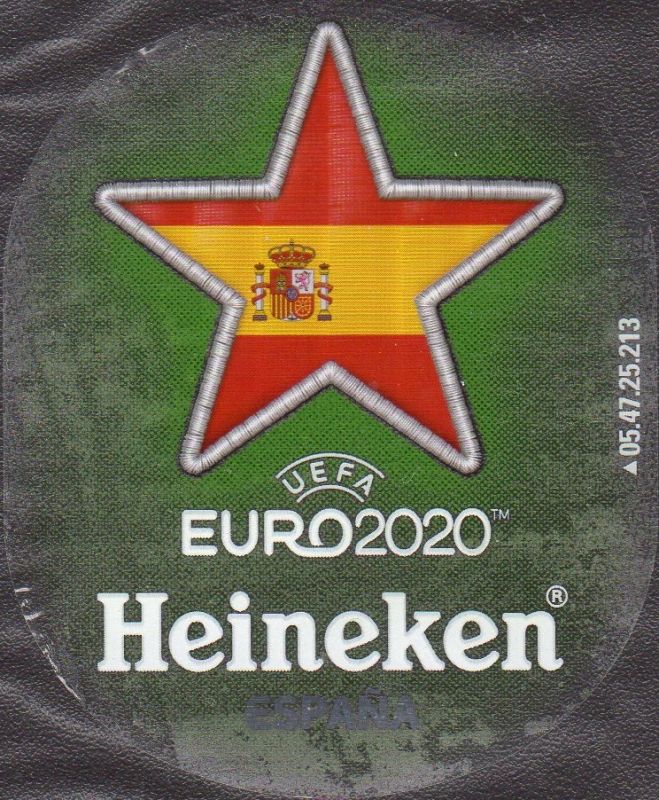 UEFA
EURO2020™
Heineken®
ESPAÑA
▲05.47.25.213